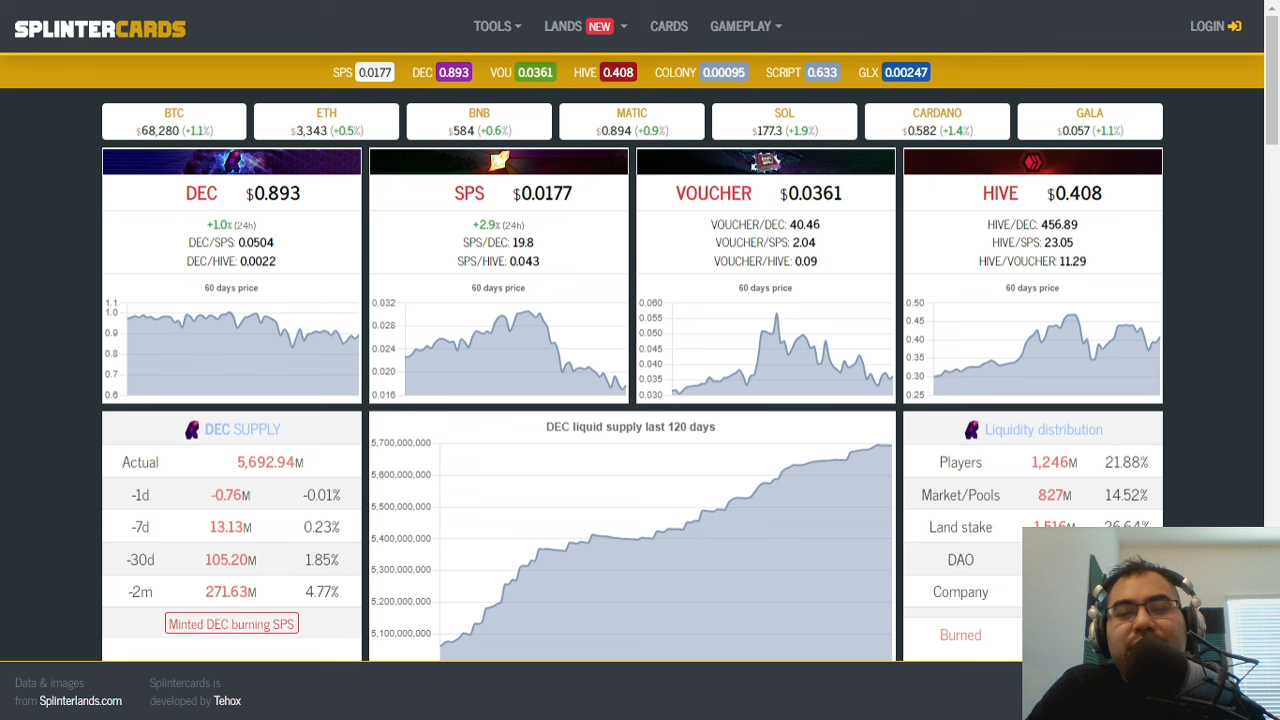 SPLINTERCARDS
TOOLS
LANDS NEW
CARDS
GAMEPLAY
LOGIN
SPS 0.0177 DEC 0.893 VOU 0.0361 HIVE 0.408 COLONY 0.00095 SCRIPT 0.633 GLX 0.00247
BTC
$68,280 (+1.1%)
ETH
$3,343 (+0.5%)
BNB
$584 (+0.6%)
MATIC
$0.894 (+0.9%)
SOL
$177.3 (+1.9%)
CARDANO
$0.582 (+1.4%)
GALA
$0.057 (+1.1%)
DEC $0.893
+1.0% (24h)
DEC/SPS: 0.0504
DEC/HIVE: 0.0022
60 days price
1.1
1.0
0.9
0.8
0.7
0.6
SPS $0.0177
+2.9% (24h)
SPS/DEC: 19.8
SPS/HIVE: 0.043
60 days price
0.032
0.028
0.024
0.020
0.016
VOUCHER $0.0361
VOUCHER/DEC: 40.46
VOUCHER/SPS: 2.04
VOUCHER/HIVE: 0.09
60 days price
0.060
0.055
0.050
0.045
0.040
0.035
0.030
HIVE $0.408
HIVE/DEC: 456.89
HIVE/SPS: 23.05
HIVE/VOUCHER: 11.29
60 days price
0.50
0.45
0.40
0.35
0.30
0.25
DEC SUPPLY
Actual 5,692.94M
-1d -0.76M -0.01%
-7d 13.13M 0.23%
-30d 105.20M 1.85%
-2m 271.63M 4.77%
Minted DEC burning SPS
DEC liquid supply last 120 days
5,700,000,000
5,600,000,000
5,500,000,000
5,400,000,000
5,300,000,000
5,200,000,000
5,100,000,000
Liquidity distribution
Players 1,246M 21.88%
Market/Pools 827M 14.52%
Land stake 1,516M 26.64%
DAO
Company
Burned
Data & images
from Splinterlands.com
Splintercards is
developed by Tehox